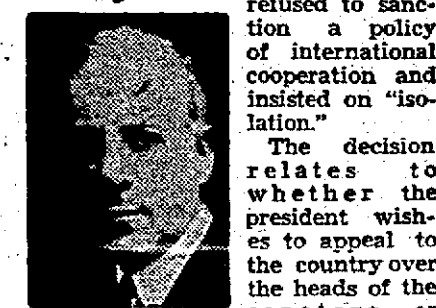 refused to sanc-
tion a policy
of international
cooperation and
insisted on "iso-
lation."
The decision
relates to
whether the
president wish-
es to appeal to
the country over
the heads of the